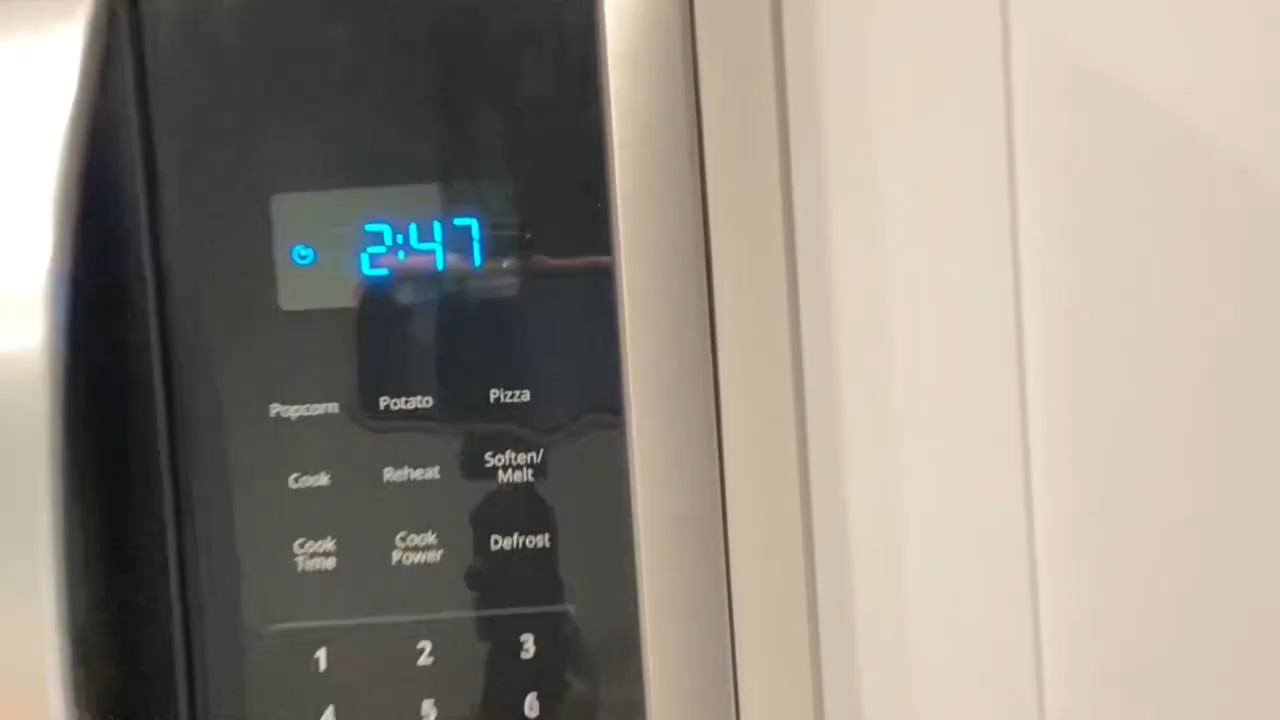 2:47
Popcorn Potato Pizza
Cook Reheat Soften/
Melt
Cook Time Cook Power Defrost
1 2 3
4 5 6